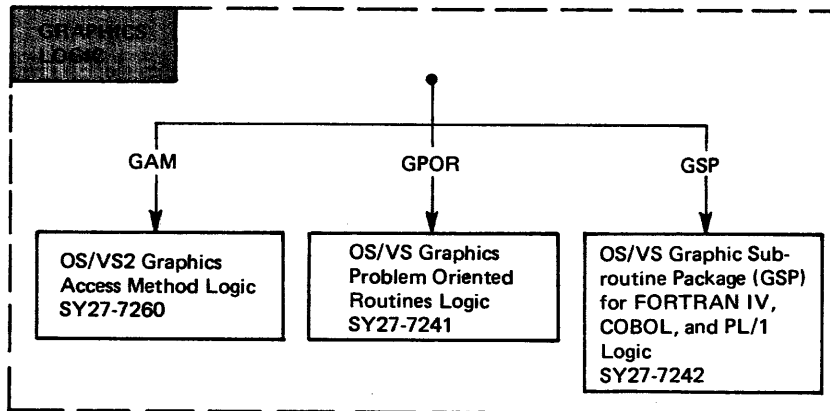 GRAPHICS
LOGIC
GAM
GPOR
GSP
OS/VS2 Graphics
Access Method Logic
SY27-7260
OS/VS Graphics
Problem Oriented
Routines Logic
SY27-7241
OS/VS Graphic Sub-
routine Package (GSP)
for FORTRAN IV,
COBOL, and PL/1
Logic
SY27-7242